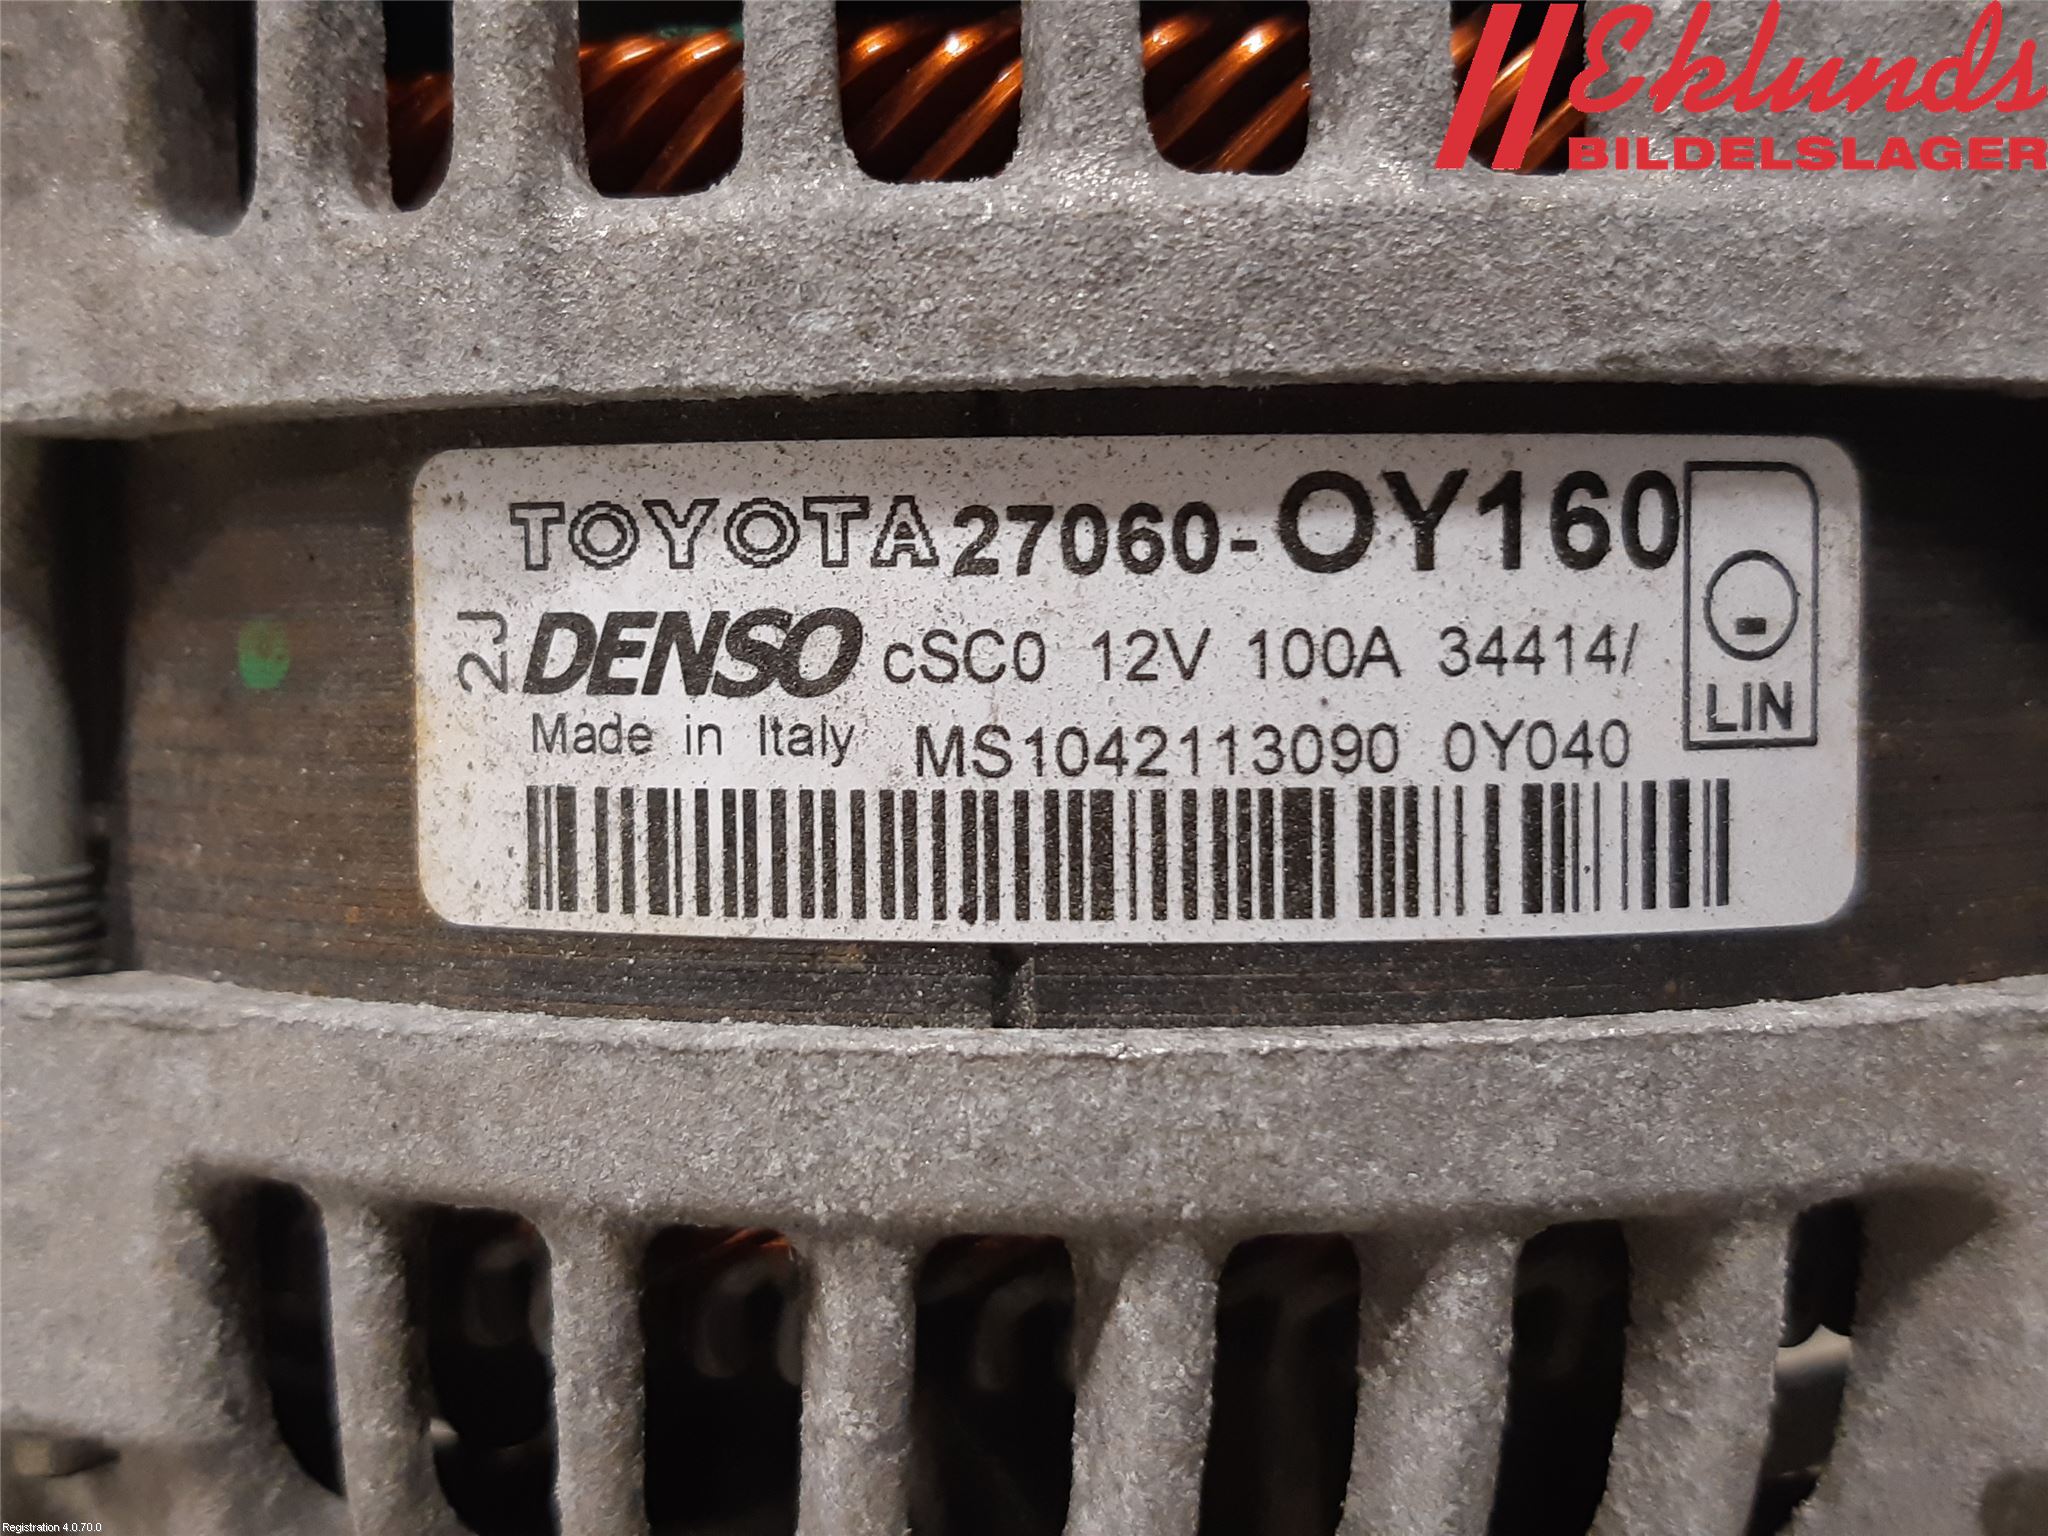 Eklunds
BILDELSLAGER
TOYOTA 27060-0Y160
2J
DENSO cSC0 12V 100A 34414/
LIN
Made in Italy MS1042113090 0Y040
Registration 4.0.70.0